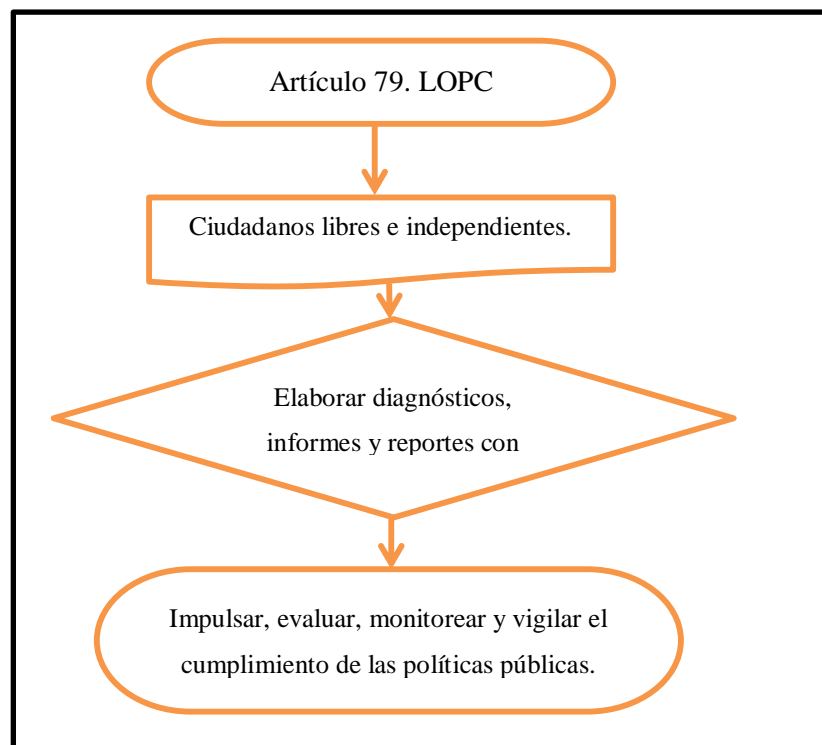 Artículo 79. LOPC
Ciudadanos libres e independientes.
Elaborar diagnósticos,
informes y reportes con
Impulsar, evaluar, monitorear y vigilar el
cumplimiento de las políticas públicas.